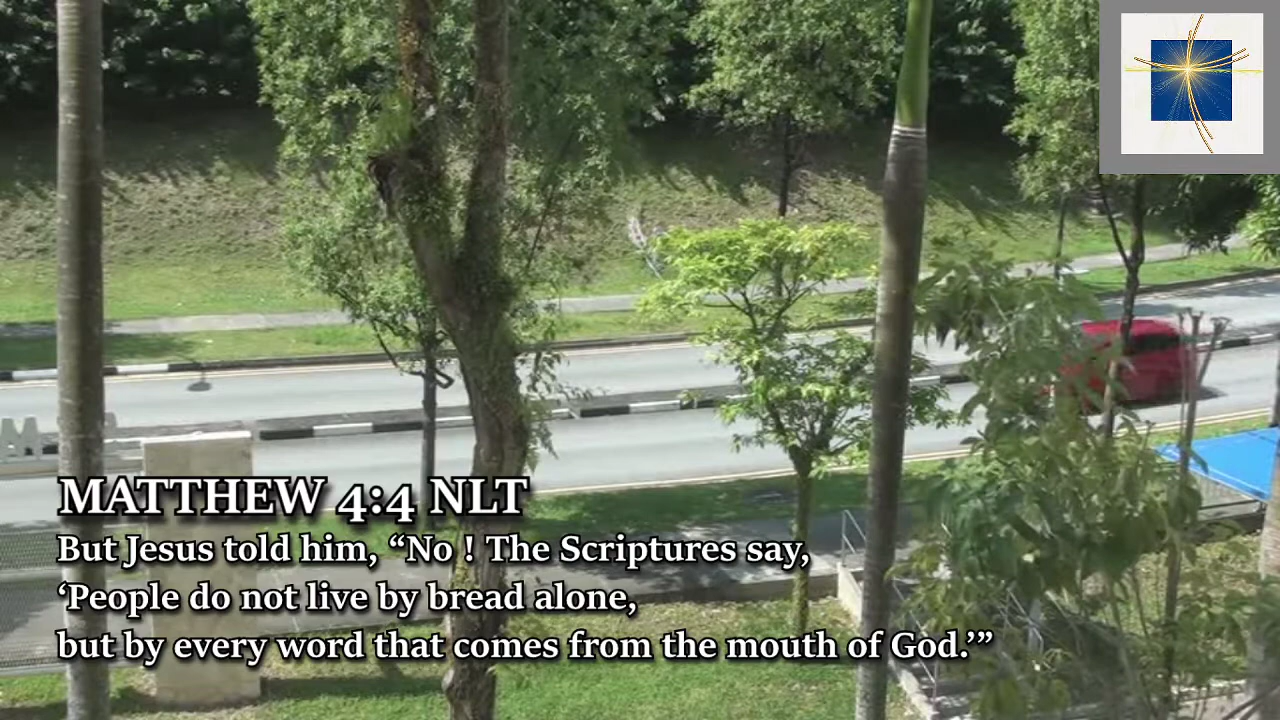 MATTHEW 4:4 NLT
But Jesus told him, “No ! The Scriptures say,
‘People do not live by bread alone,
but by every word that comes from the mouth of God.’”